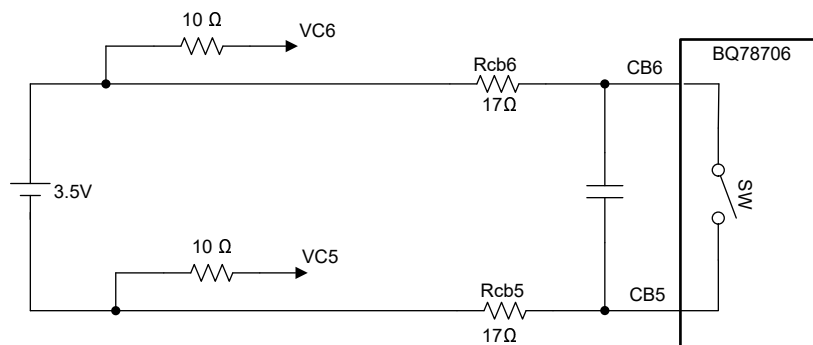 10 Ω
VC6
BQ78706
Rcb6
CB6
17Ω
3.5V
SW
10 Ω
VC5
Rcb5
CB5
17Ω